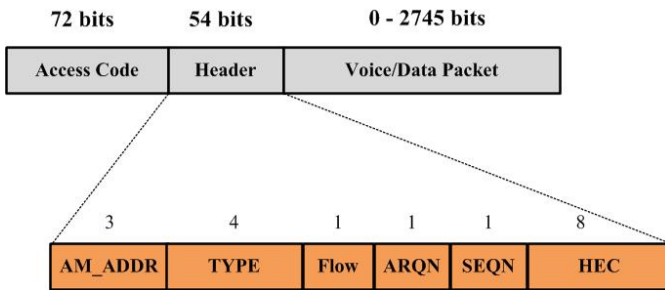 72 bits 54 bits 0 - 2745 bits
Access Code Header Voice/Data Packet
3 4 1 1 1 8
AM_ADDR TYPE Flow ARQN SEQN HEC